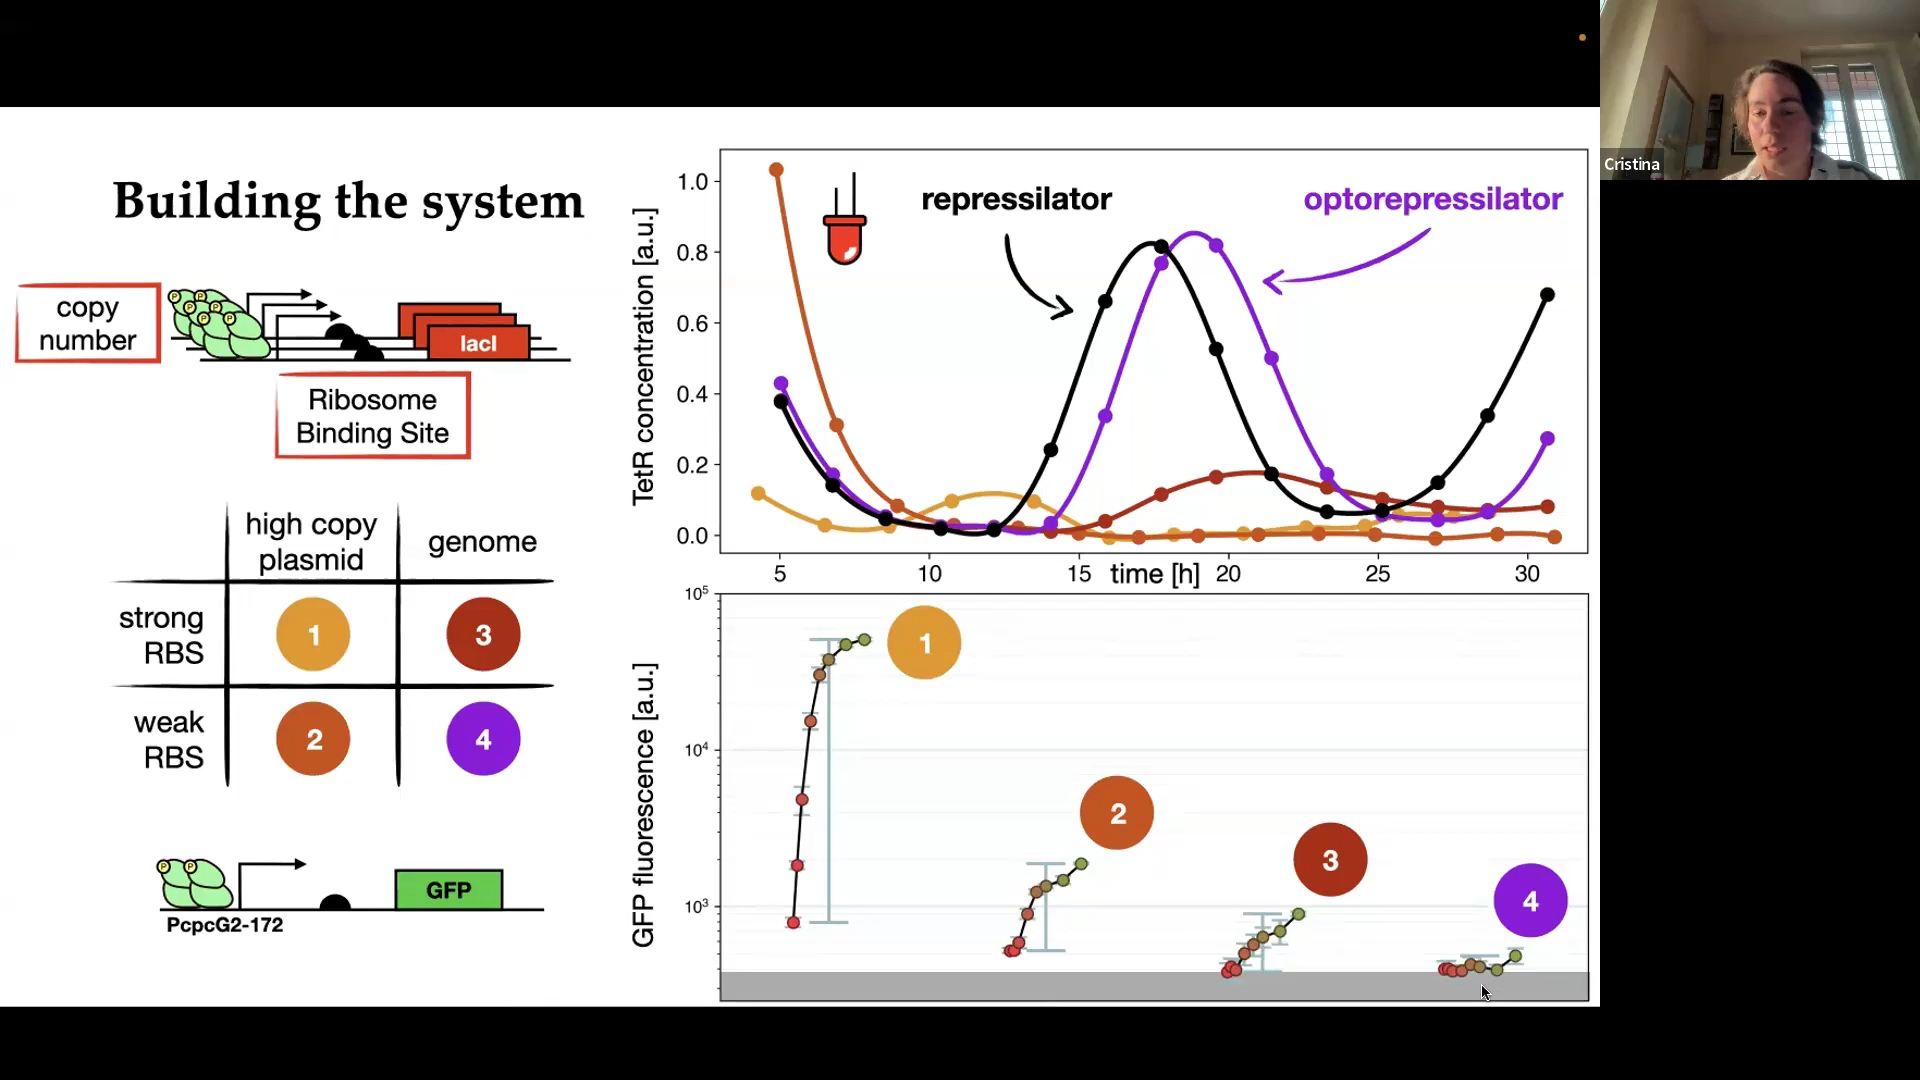 Cristina
Building the system
copy
number
P P P P P P
lacI
Ribosome
Binding Site
high copy
plasmid
genome
strong
RBS
1
3
weak
RBS
2
4
P P
GFP
PcpcG2-172
TetR concentration [a.u.]
1.0
0.8
0.6
0.4
0.2
0.0
repressilator
optorepressilator
5 10 15 time [h] 20 25 30
GFP fluorescence [a.u.]
10⁵
10⁴
10³
1
2
3
4